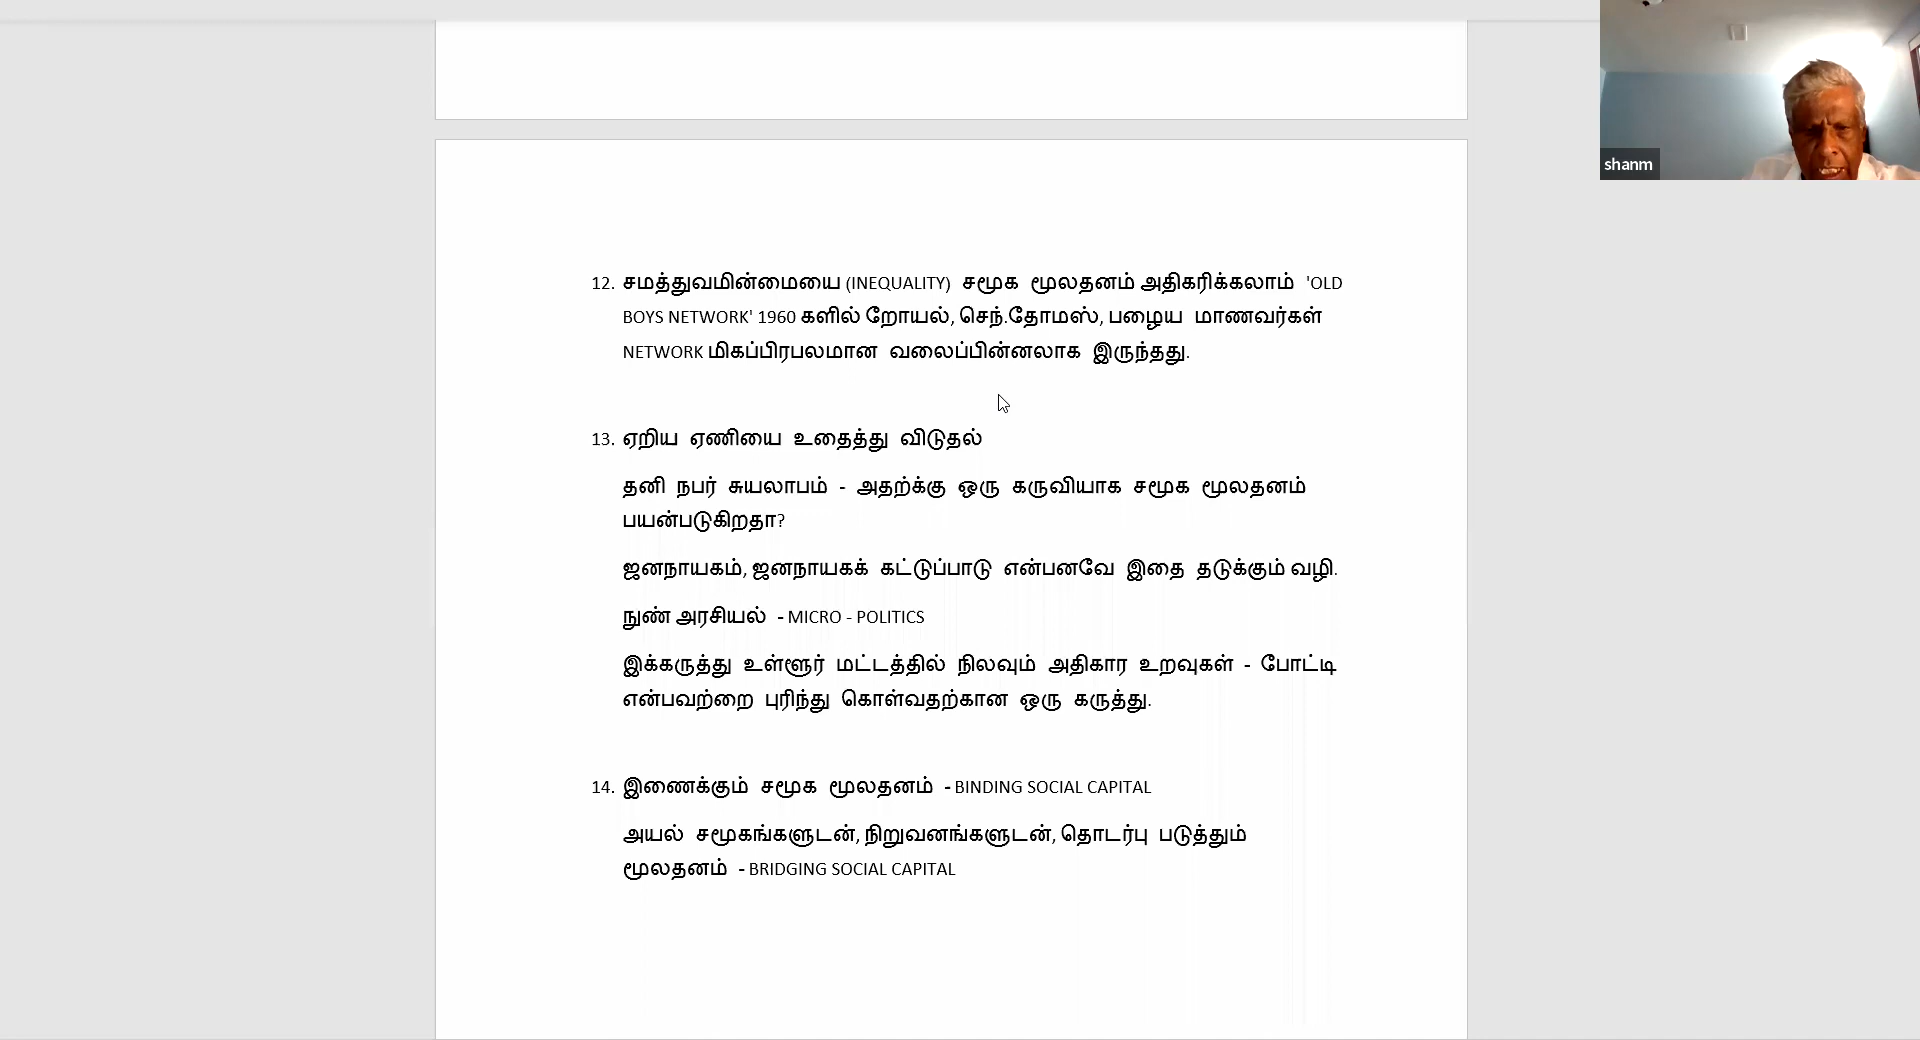 shanm
12. சமத்துவமின்மையை (INEQUALITY) சமூக மூலதனம் அதிகரிக்கலாம் 'OLD
BOYS NETWORK' 1960 களில் றோயல், செந்.தோமஸ், பழைய மாணவர்கள்
NETWORK மிகப்பிரபலமான வலைப்பின்னலாக இருந்தது.
13. ஏறிய ஏணியை உதைத்து விடுதல்
தனி நபர் சுயலாபம் - அதற்க்கு ஒரு கருவியாக சமூக மூலதனம்
பயன்படுகிறதா?
ஜனநாயகம், ஜனநாயகக் கட்டுப்பாடு என்பனவே இதை தடுக்கும் வழி.
நுண் அரசியல் - MICRO - POLITICS
இக்கருத்து உள்ளூர் மட்டத்தில் நிலவும் அதிகார உறவுகள் - போட்டி
என்பவற்றை புரிந்து கொள்வதற்கான ஒரு கருத்து.
14. இணைக்கும் சமூக மூலதனம் - BINDING SOCIAL CAPITAL
அயல் சமூகங்களுடன், நிறுவனங்களுடன், தொடர்பு படுத்தும்
மூலதனம் - BRIDGING SOCIAL CAPITAL